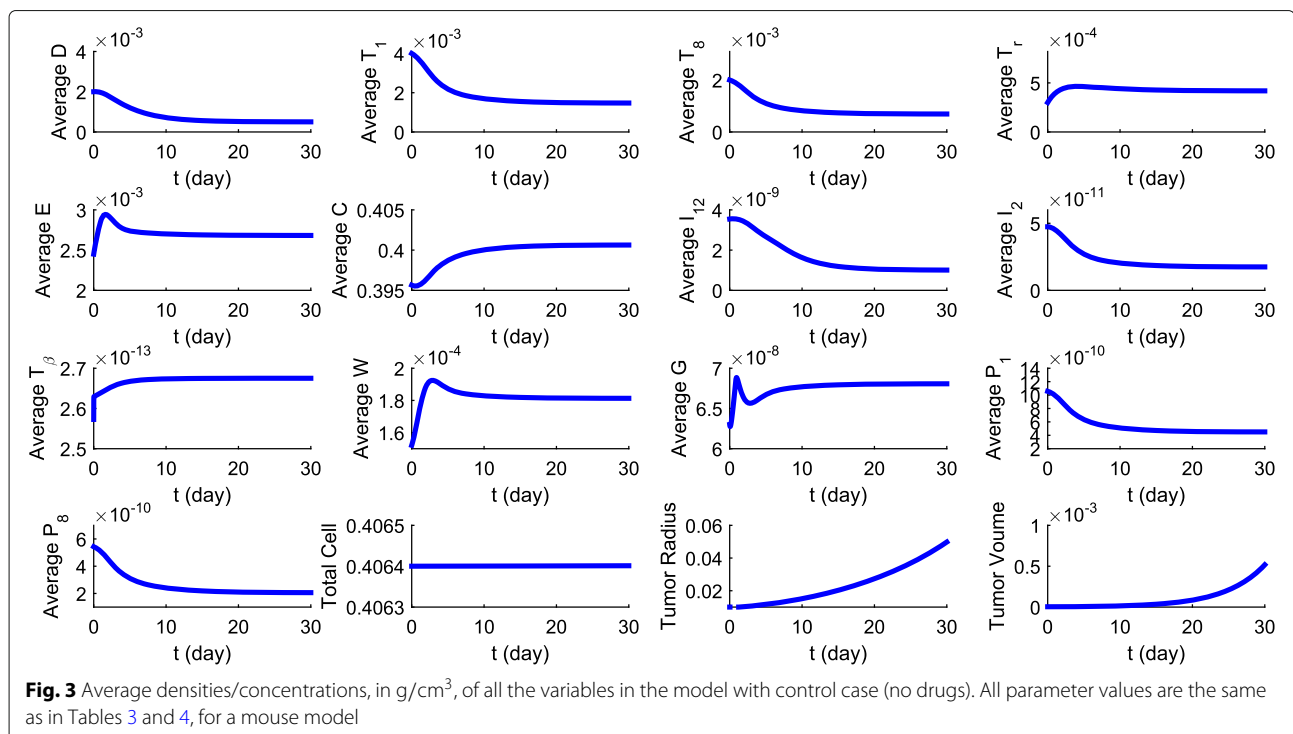 ×10⁻³ ×10⁻³ ×10⁻³ ×10⁻⁴
Average D 4 2 0 Average T₁ 4 2 0 Average T₈ 2 0 Average Tᵣ 5 0
0 10 20 30 0 10 20 30 0 10 20 30 0 10 20 30
t (day) t (day) t (day) t (day)
×10⁻³ ×10⁻⁹ ×10⁻¹¹
Average E 3 2.5 2 Average C 0.405 0.4 0.395 Average I₁₂ 4 2 0 Average I₂ 5 0
0 10 20 30 0 10 20 30 0 10 20 30 0 10 20 30
t (day) t (day) t (day) t (day)
×10⁻¹³ ×10⁻⁴ ×10⁻⁸ ×10⁻¹⁰
Average Tᵦ 2.7 2.6 2.5 Average W 2 1.8 1.6 Average G 7 6.5 6 Average P₁ 14 12 10 8 6 4 2
0 10 20 30 0 10 20 30 0 10 20 30 0 10 20 30
t (day) t (day) t (day) t (day)
×10⁻¹⁰ ×10⁻³
Average P₈ 6 4 2 Total Cell 0.4065 0.4064 0.4063 Tumor Radius 0.06 0.04 0.02 Tumor Voume 1 0.5 0
0 10 20 30 0 10 20 30 0 10 20 30 0 10 20 30
t (day) t (day) t (day) t (day)
Fig. 3 Average densities/concentrations, in g/cm³, of all the variables in the model with control case (no drugs). All parameter values are the same
as in Tables 3 and 4, for a mouse model